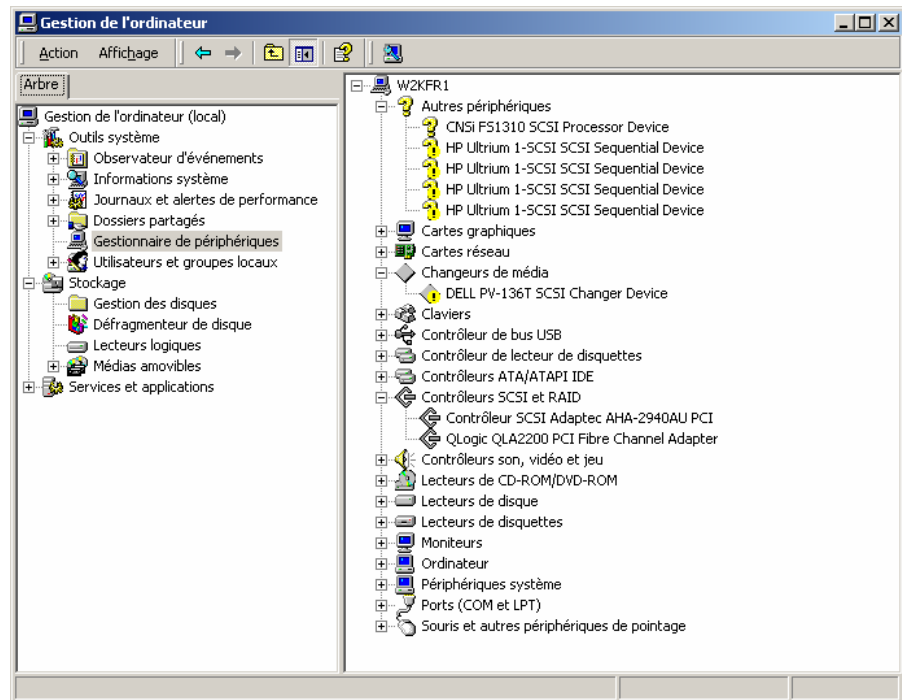 Gestion de l'ordinateur
Action Affichage
Arbre
Gestion de l'ordinateur (local)
Outils système
Observateur d'événements
Informations système
Journaux et alertes de performance
Dossiers partagés
Gestionnaire de périphériques
Utilisateurs et groupes locaux
Stockage
Gestion des disques
Défragmenteur de disque
Lecteurs logiques
Médias amovibles
Services et applications
W2KFR1
Autres périphériques
CNSi FS1310 SCSI Processor Device
HP Ultrium 1-SCSI SCSI Sequential Device
HP Ultrium 1-SCSI SCSI Sequential Device
HP Ultrium 1-SCSI SCSI Sequential Device
HP Ultrium 1-SCSI SCSI Sequential Device
Cartes graphiques
Cartes réseau
Changeurs de média
DELL PV-136T SCSI Changer Device
Claviers
Contrôleur de bus USB
Contrôleur de lecteur de disquettes
Contrôleurs ATA/ATAPI IDE
Contrôleurs SCSI et RAID
Contrôleur SCSI Adaptec AHA-2940AU PCI
QLogic QLA2200 PCI Fibre Channel Adapter
Contrôleurs son, vidéo et jeu
Lecteurs de CD-ROM/DVD-ROM
Lecteurs de disque
Lecteurs de disquettes
Moniteurs
Ordinateur
Périphériques système
Ports (COM et LPT)
Souris et autres périphériques de pointage